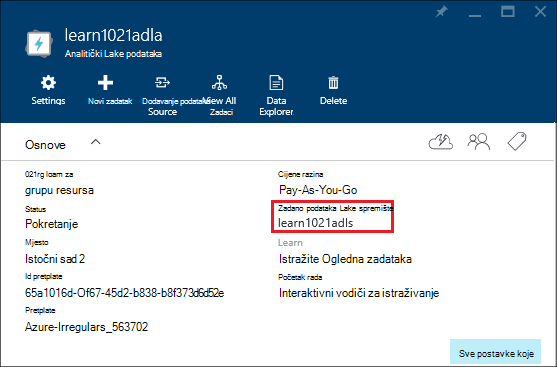 learn1021adla
Analitički Lake podataka
Settings
Novi zadatak
Dodavanje podataka
Source
View All
Zadaci
Data
Explorer
Delete
Osnove
021rg loam za
grupu resursa
Status
Pokretanje
Mjesto
Istočni sad 2
Id pretplate
65a1016d-Of67-45d2-b838-b8f373d6d52e
Pretplate
Azure-Irregulars_563702
Cijene razina
Pay-As-You-Go
Zadano podataka Lake spremište
learn1021adls
Learn
Istražite Ogledna zadataka
Početak rada
Interaktivni vodiči za istraživanje
Sve postavke koje